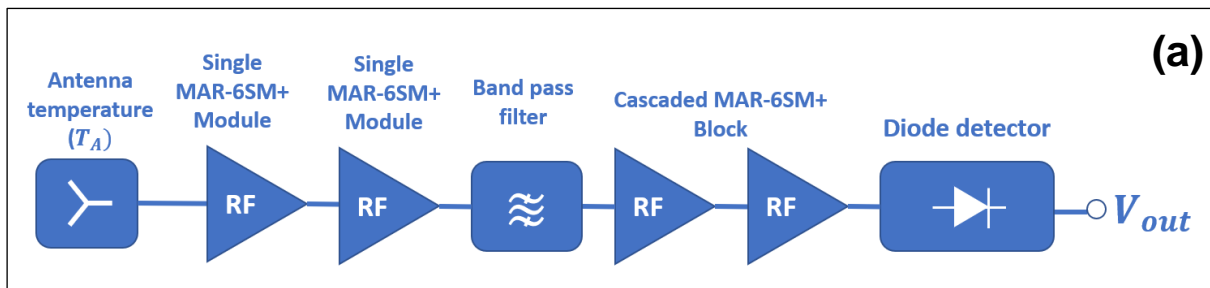 (a)
Antenna
temperature
(T_A)
Single
MAR-6SM+
Module
Single
MAR-6SM+
Module
Band pass
filter
Cascaded MAR-6SM+
Block
Diode detector
RF
RF
RF
RF
V_out